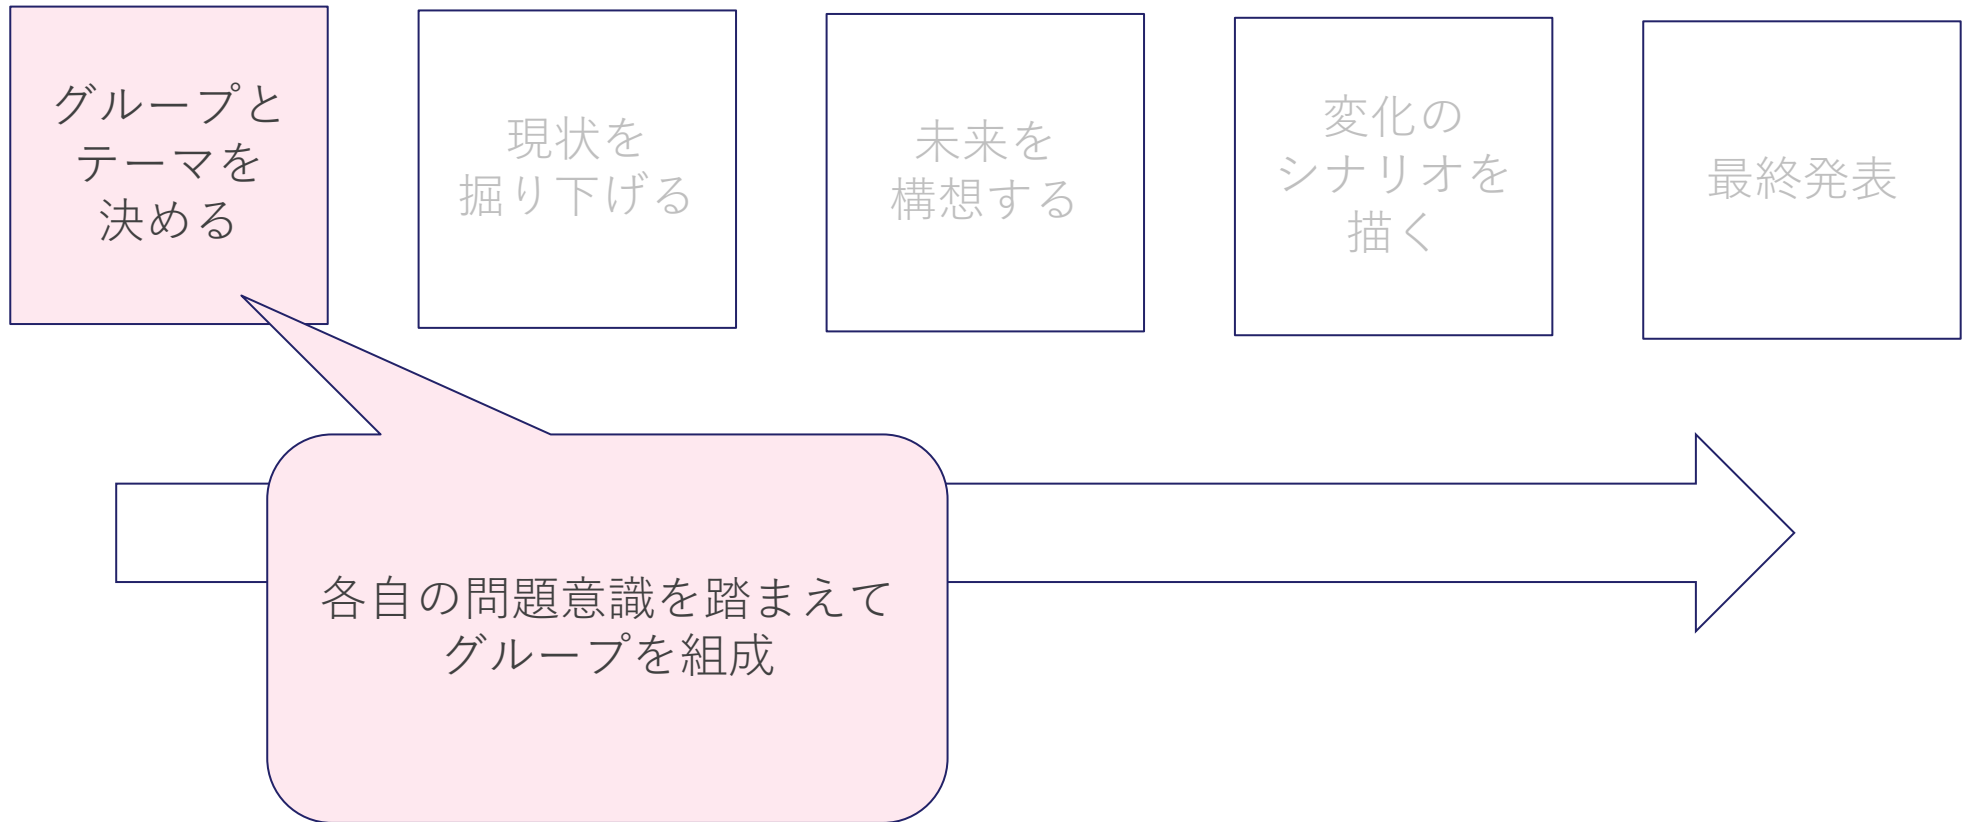 グループと
テーマを
決める
現状を
掘り下げる
未来を
構想する
変化の
シナリオを
描く
最終発表
各自の問題意識を踏まえて
グループを組成